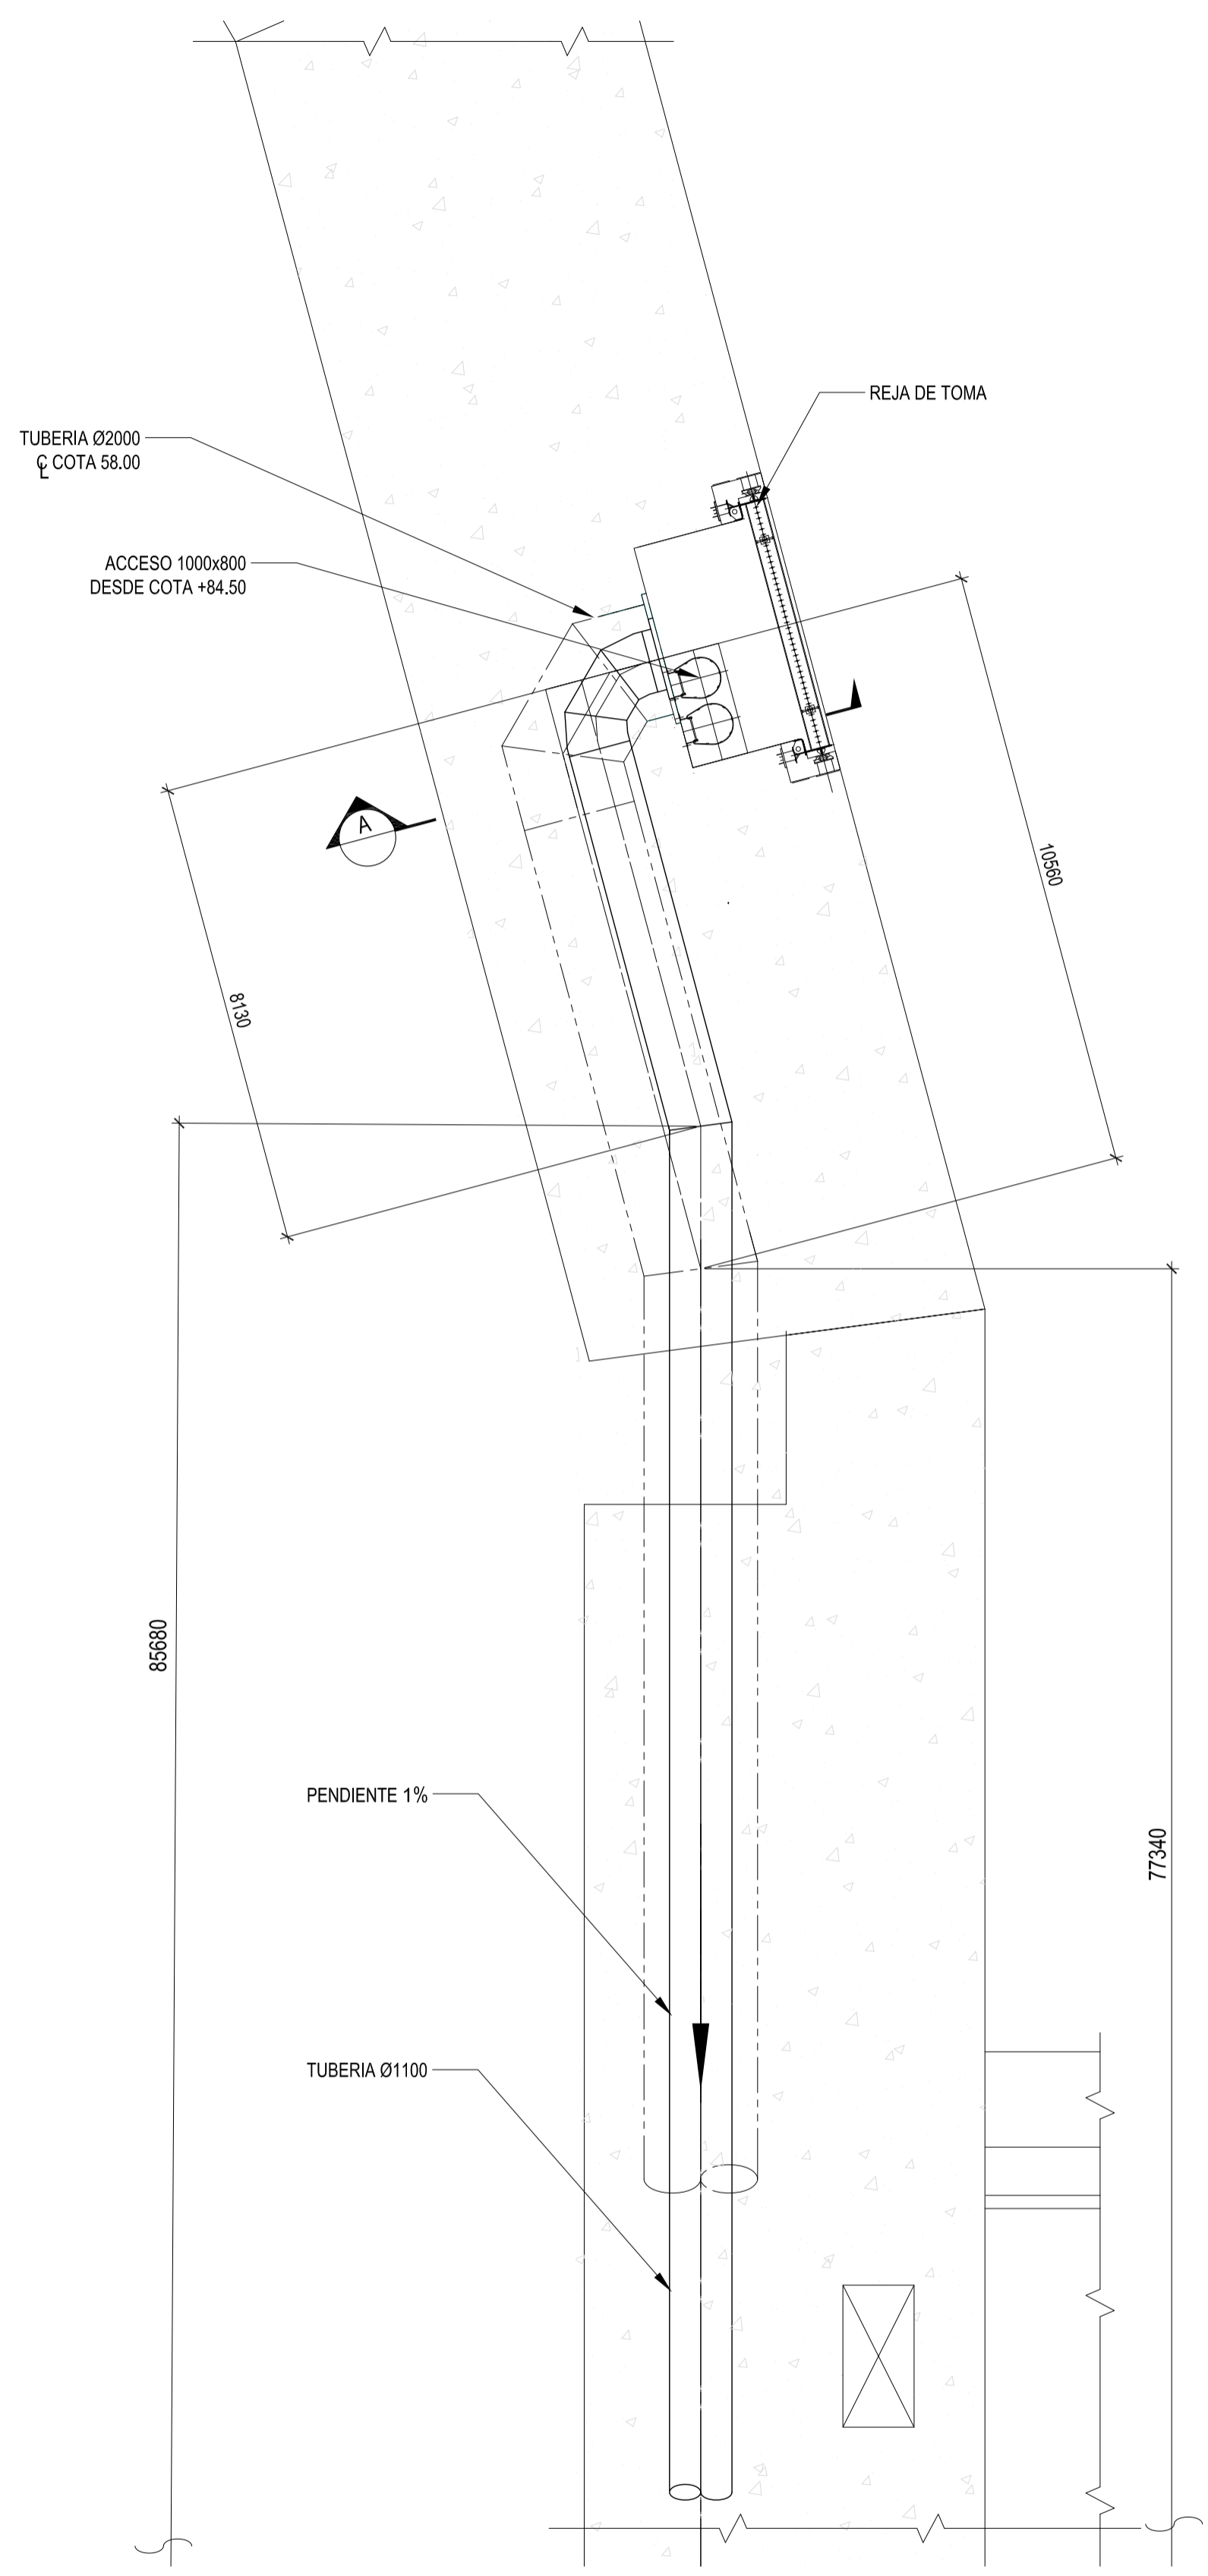 REJA DE TOMA
TUBERIA Ø2000
℄ COTA 58.00
ACCESO 1000x800
DESDE COTA +84.50
A
10560
8130
85680
PENDIENTE 1%
77340
TUBERIA Ø1100